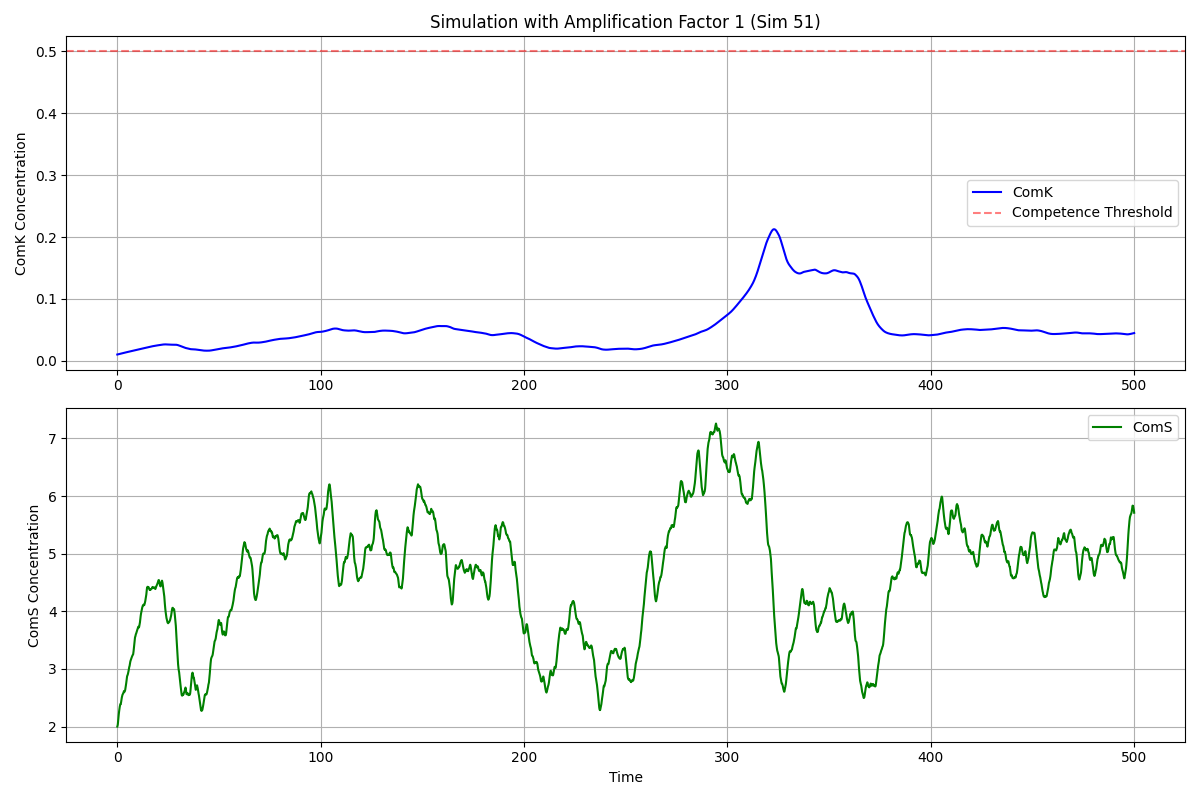 Simulation with Amplification Factor 1 (Sim 51)
ComK Concentration
0.5
0.4
0.3
0.2
0.1
0.0
ComK
Competence Threshold
0 100 200 300 400 500
ComS Concentration
7
6
5
4
3
2
ComS
0 100 200 300 400 500
Time